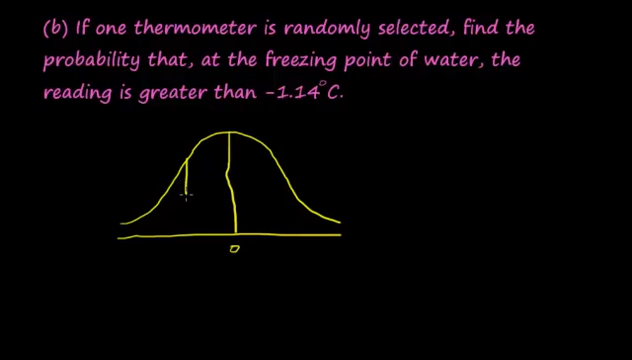 (b) If one thermometer is randomly selected, find the
probability that, at the freezing point of water, the
reading is greater than -1.14°C.
0